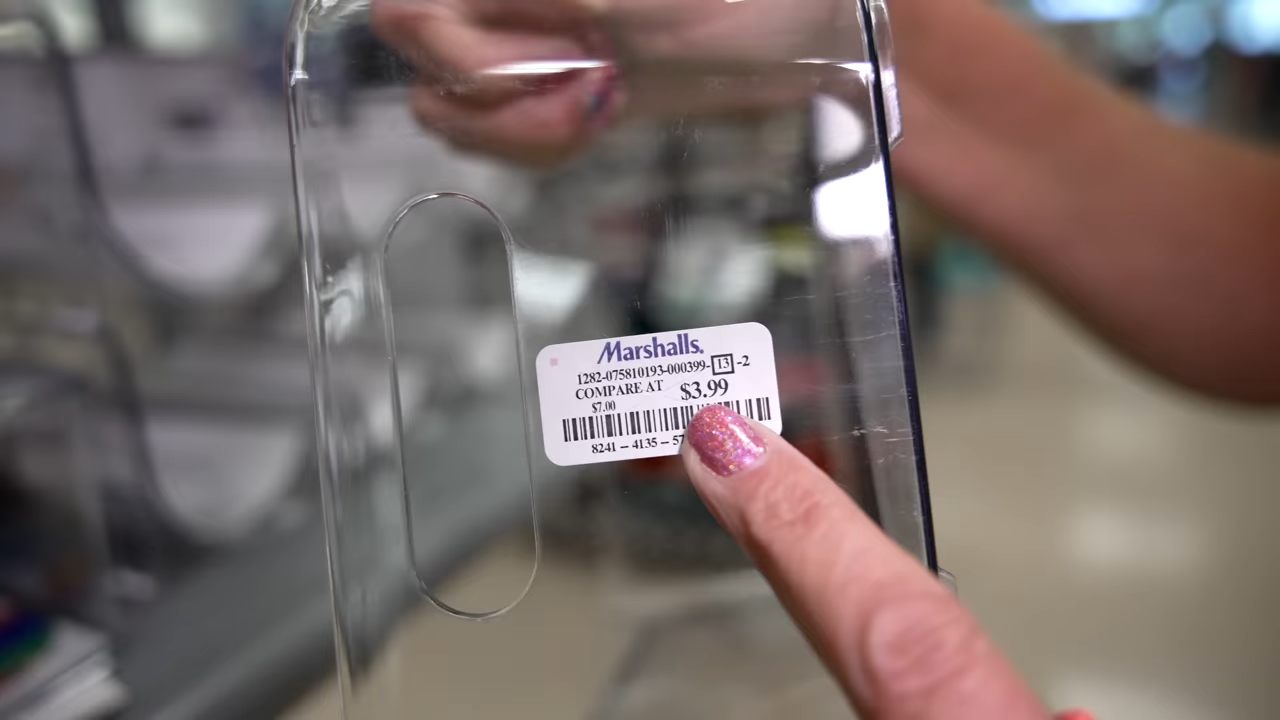 Marshalls.
1282-075810193-000399-13-2
COMPARE AT $3.99
$7.00
8241 – 4135 – 57